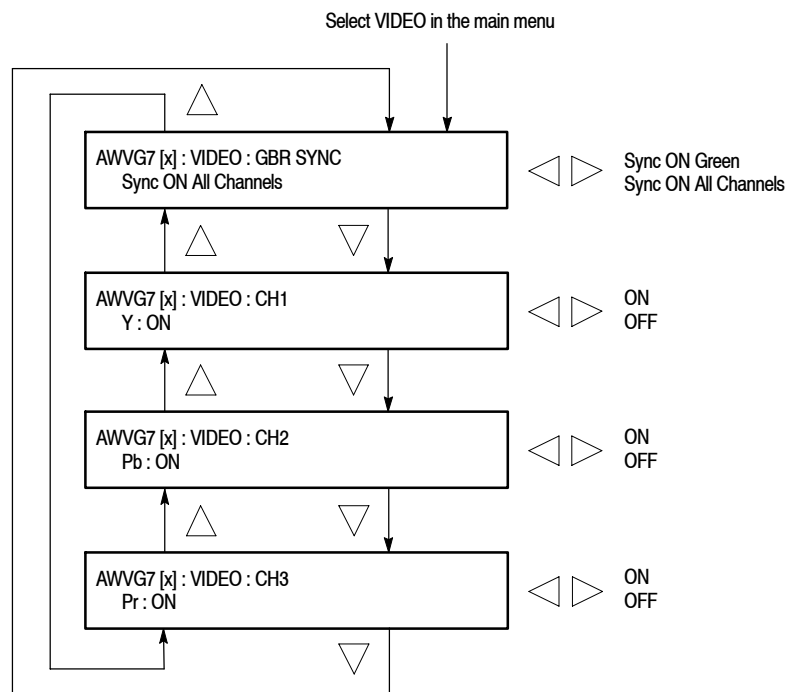 Select VIDEO in the main menu
AWVG7 [x] : VIDEO : GBR SYNC
Sync ON All Channels
Sync ON Green
Sync ON All Channels
AWVG7 [x] : VIDEO : CH1
Y : ON
ON
OFF
AWVG7 [x] : VIDEO : CH2
Pb : ON
ON
OFF
AWVG7 [x] : VIDEO : CH3
Pr : ON
ON
OFF